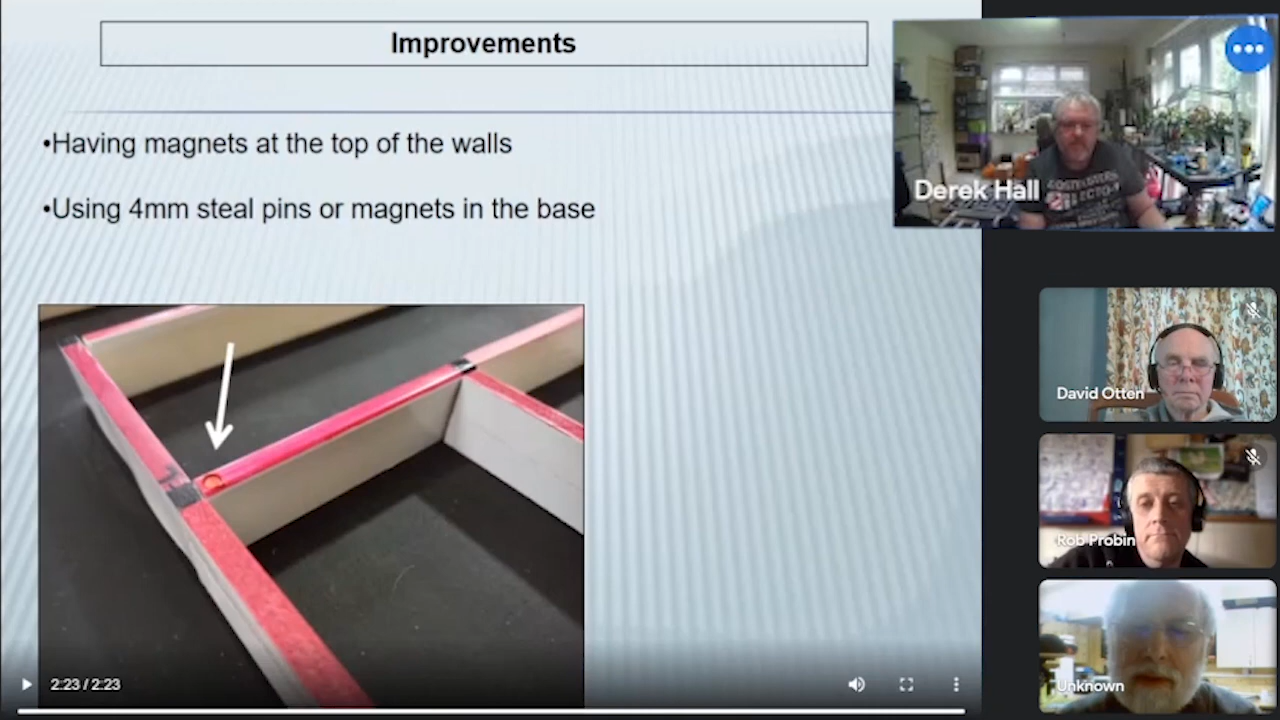 Improvements
•Having magnets at the top of the walls
•Using 4mm steal pins or magnets in the base
Derek Hall
David Otten
Rob Probin
Unknown
2:23 / 2:23